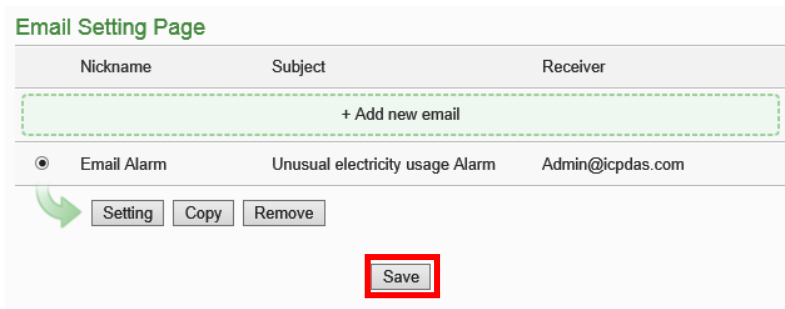 Email Setting Page
Nickname Subject Receiver
+ Add new email
Email Alarm Unusual electricity usage Alarm Admin@icpdas.com
Setting Copy Remove
Save